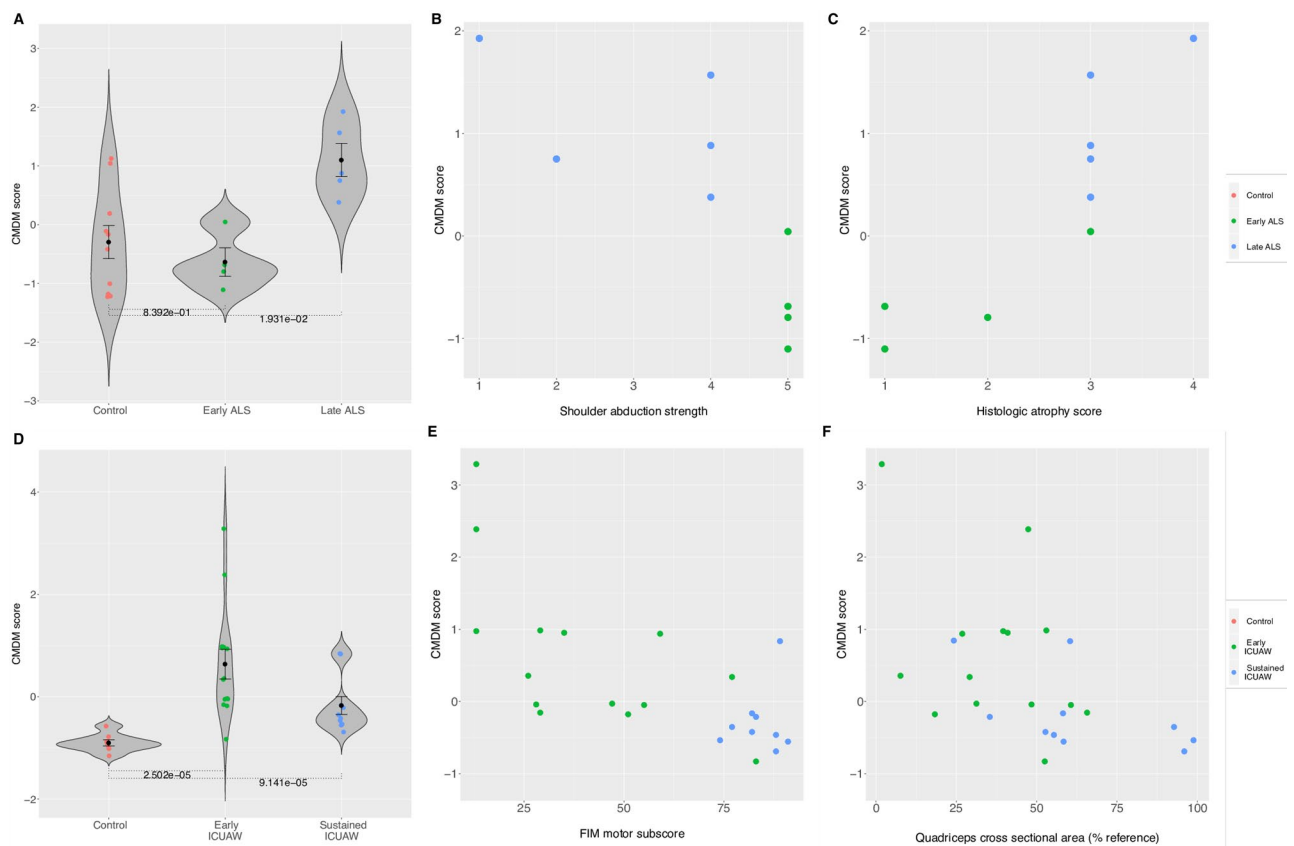 A
CMDM score
3
2
1
0
−1
−2
−3
8.392e−01
1.931e−02
Control
Early ALS
Late ALS
B
CMDM score
2
1
0
−1
1
2
3
4
5
Shoulder abduction strength
C
CMDM score
2
1
0
−1
1
2
3
4
Histologic atrophy score
Control
Early ALS
Late ALS
D
CMDM score
4
2
0
−2
2.502e−05
9.141e−05
Control
Early
ICUAW
Sustained
ICUAW
E
CMDM score
3
2
1
0
−1
25
50
75
FIM motor subscore
F
CMDM score
3
2
1
0
−1
0
25
50
75
100
Quadriceps cross sectional area (% reference)
Control
Early
ICUAW
Sustained
ICUAW